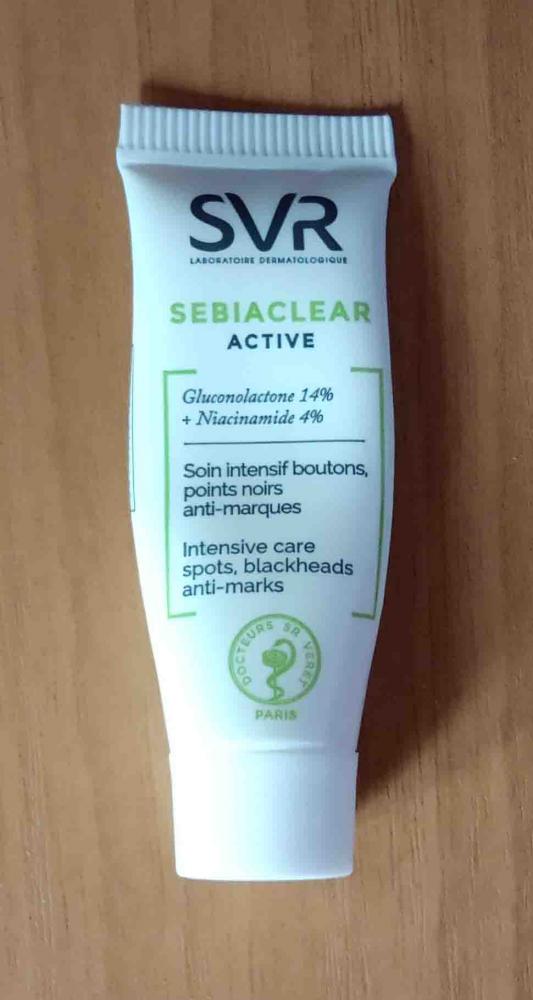 SVR
LABORATOIRE DERMATOLOGIQUE
SEBIACLEAR
ACTIVE
Gluconolactone 14%
+ Niacinamide 4%
Soin intensif boutons,
points noirs
anti-marques
Intensive care
spots, blackheads
anti-marks
DOCTEURS SR VERET
PARIS